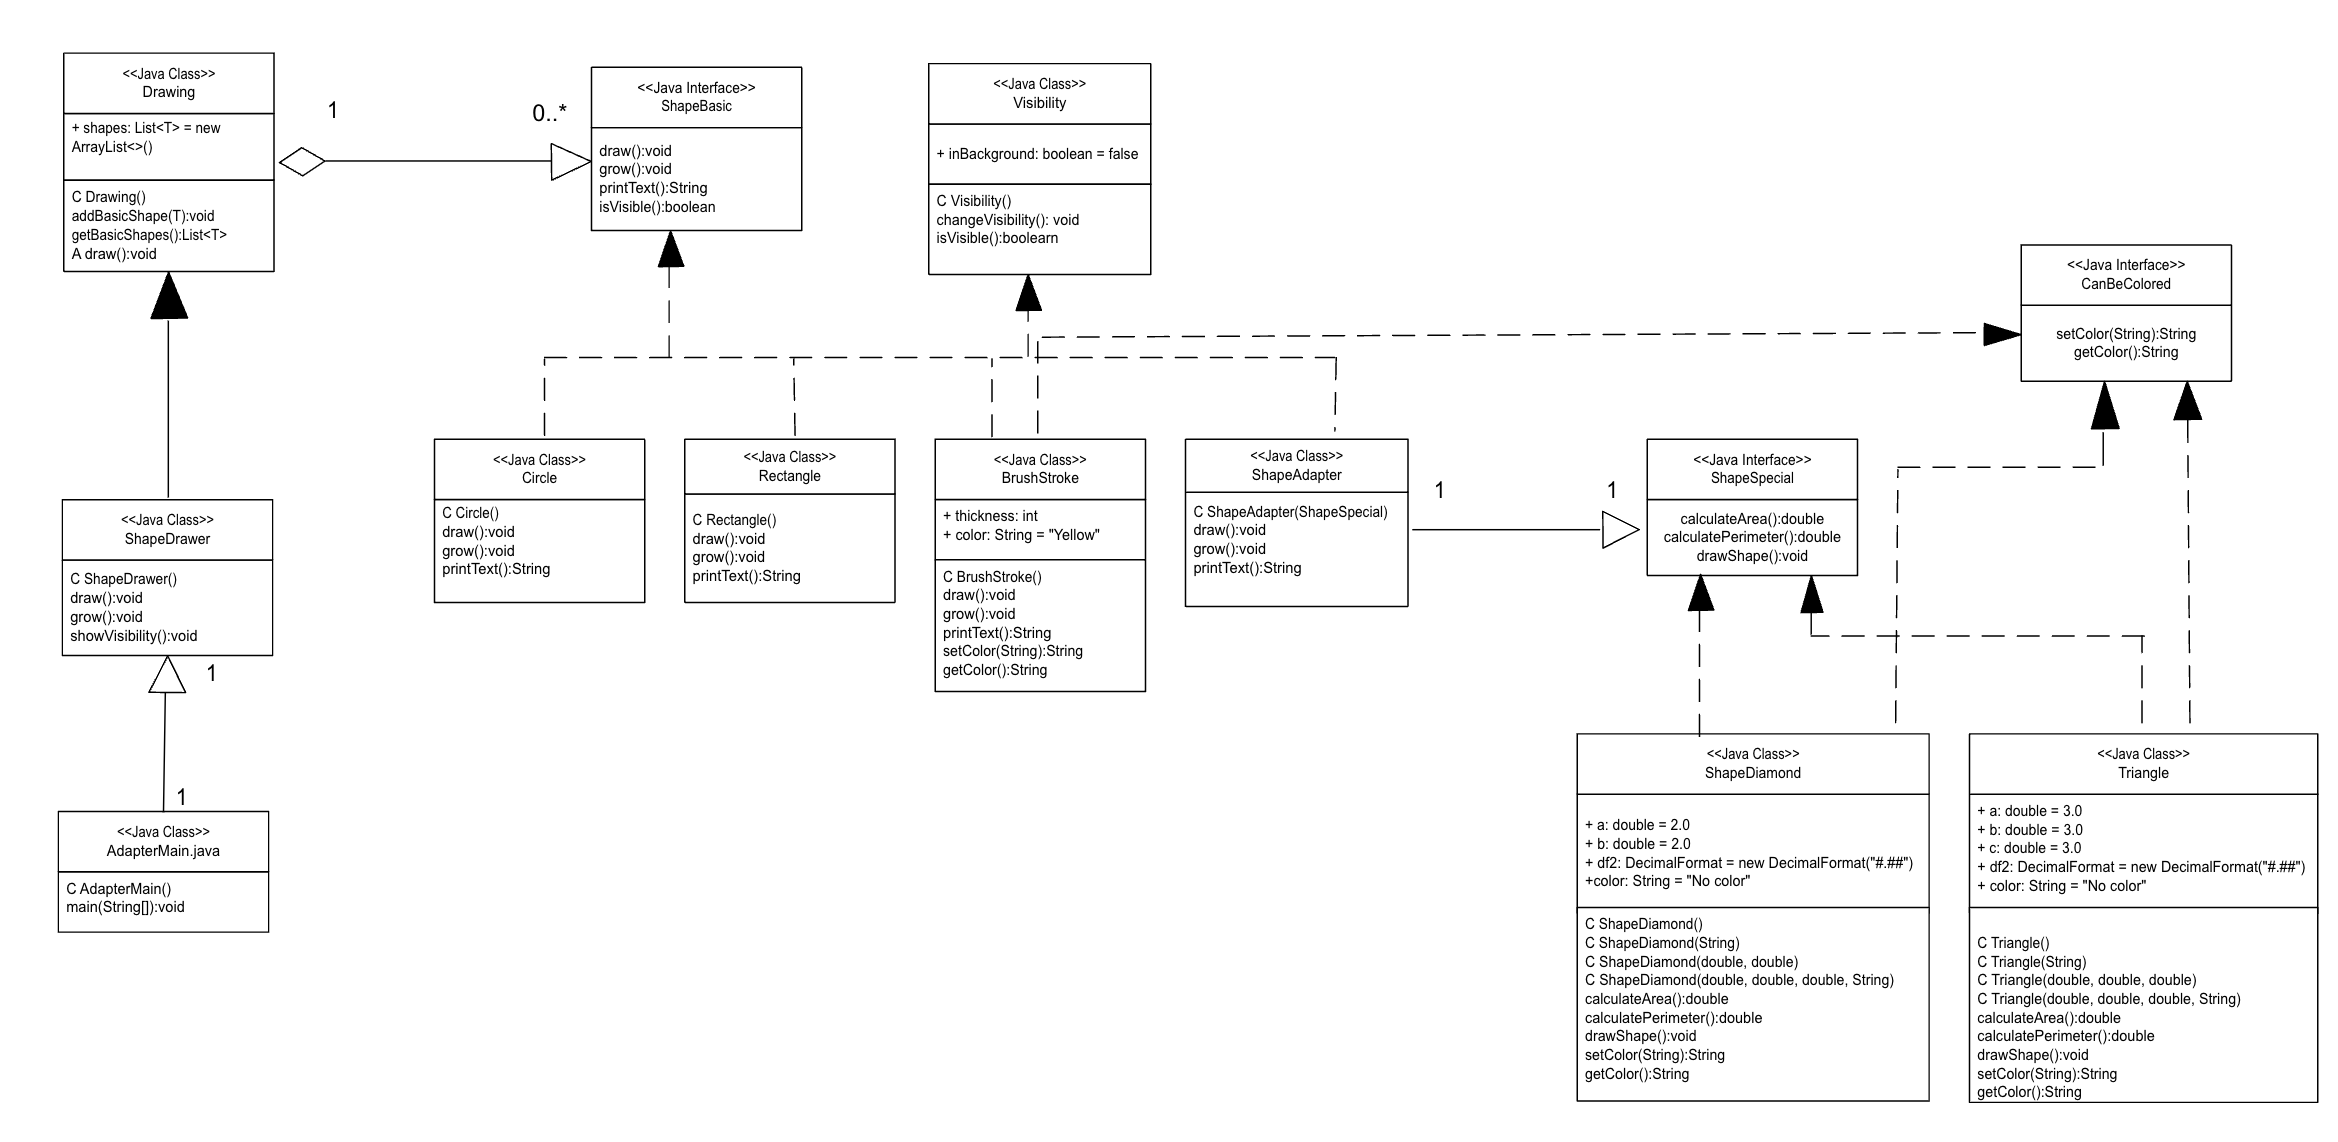 <<Java Class>>
Drawing
+ shapes: List<T> = new
ArrayList<>()
C Drawing()
addBasicShape(T):void
getBasicShapes():List<T>
A draw():void
1
0..*
<<Java Interface>>
ShapeBasic
draw():void
grow():void
printText():String
isVisible():boolean
<<Java Class>>
Visibility
+ inBackground: boolean = false
C Visibility()
changeVisibility(): void
isVisible():boolearn
<<Java Interface>>
CanBeColored
setColor(String):String
getColor():String
<<Java Class>>
ShapeDrawer
C ShapeDrawer()
draw():void
grow():void
showVisibility():void
<<Java Class>>
Circle
C Circle()
draw():void
grow():void
printText():String
<<Java Class>>
Rectangle
C Rectangle()
draw():void
grow():void
printText():String
<<Java Class>>
BrushStroke
+ thickness: int
+ color: String = "Yellow"
C BrushStroke()
draw():void
grow():void
printText():String
setColor(String):String
getColor():String
<<Java Class>>
ShapeAdapter
C ShapeAdapter(ShapeSpecial)
draw():void
grow():void
printText():String
1
1
<<Java Interface>>
ShapeSpecial
calculateArea():double
calculatePerimeter():double
drawShape():void
1
1
<<Java Class>>
AdapterMain.java
C AdapterMain()
main(String[]):void
<<Java Class>>
ShapeDiamond
+ a: double = 2.0
+ b: double = 2.0
+ df2: DecimalFormat = new DecimalFormat("#.##")
+color: String = "No color"
C ShapeDiamond()
C ShapeDiamond(String)
C ShapeDiamond(double, double)
C ShapeDiamond(double, double, double, String)
calculateArea():double
calculatePerimeter():double
drawShape():void
setColor(String):String
getColor():String
<<Java Class>>
Triangle
+ a: double = 3.0
+ b: double = 3.0
+ c: double = 3.0
+ df2: DecimalFormat = new DecimalFormat("#.##")
+ color: String = "No color"
C Triangle()
C Triangle(String)
C Triangle(double, double, double)
C Triangle(double, double, double, String)
calculateArea():double
calculatePerimeter():double
drawShape():void
setColor(String):String
getColor():String